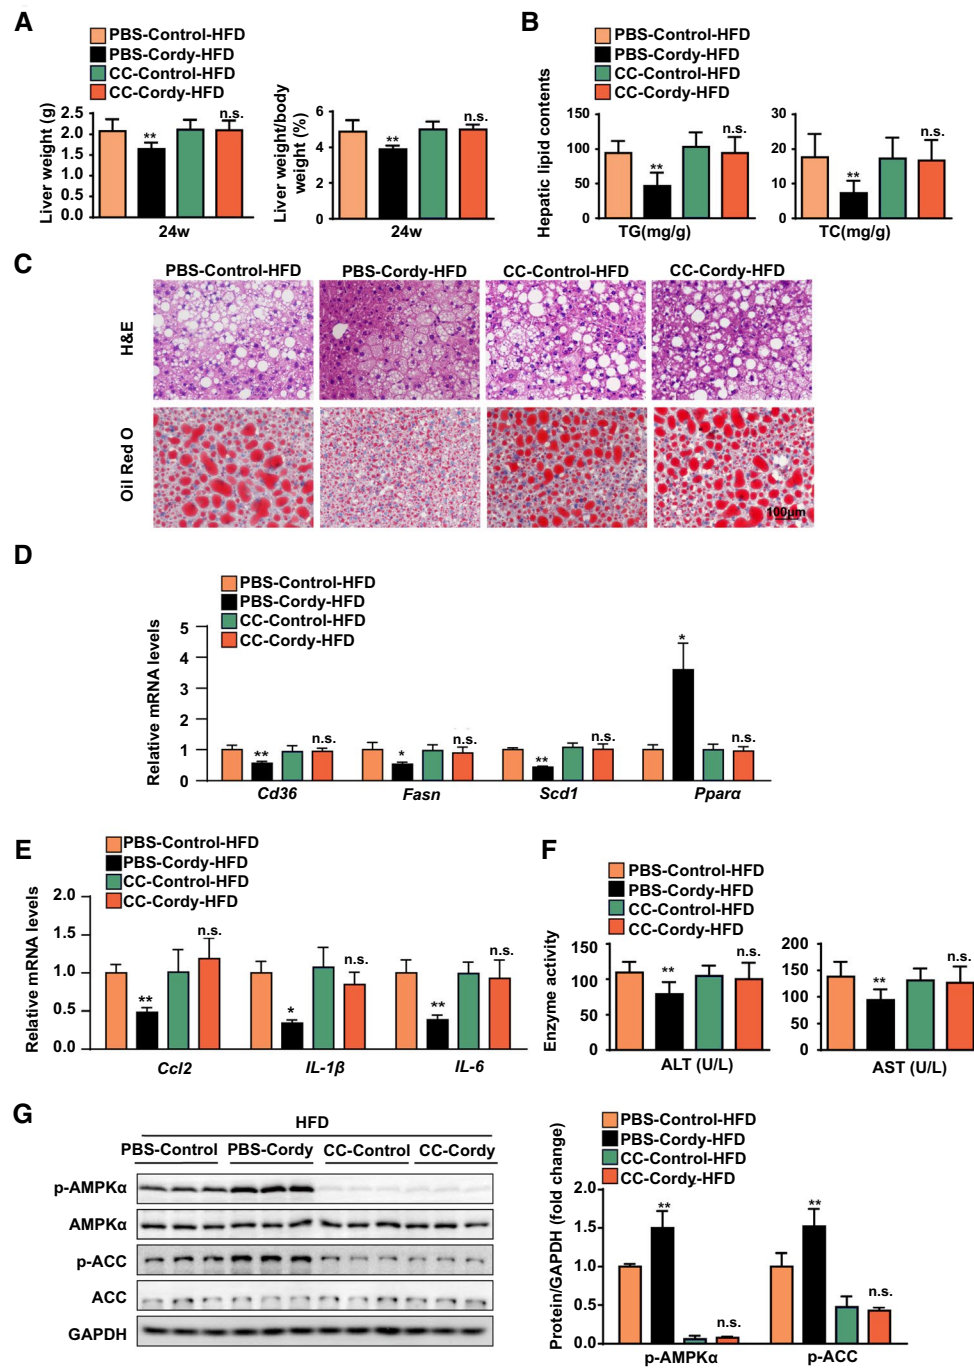 A
PBS-Control-HFD
PBS-Cordy-HFD
CC-Control-HFD
CC-Cordy-HFD
Liver weight (g)
2.5
2.0
1.5
1.0
0.5
0.0
**
n.s.
24w
Liver weight/body
weight (%)
6
4
2
0
**
n.s.
24w
B
PBS-Control-HFD
PBS-Cordy-HFD
CC-Control-HFD
CC-Cordy-HFD
Hepatic lipid contents
150
100
50
0
**
n.s.
TG(mg/g)
30
20
10
0
**
n.s.
TC(mg/g)
C
PBS-Control-HFD PBS-Cordy-HFD CC-Control-HFD CC-Cordy-HFD
H&E
Oil Red O
100μm
D
PBS-Control-HFD
PBS-Cordy-HFD
CC-Control-HFD
CC-Cordy-HFD
Relative mRNA levels
5
4
3
2
1
0
** n.s. * n.s. ** n.s. * n.s.
Cd36 Fasn Scd1 Pparα
E
PBS-Control-HFD
PBS-Cordy-HFD
CC-Control-HFD
CC-Cordy-HFD
Relative mRNA levels
2.0
1.5
1.0
0.5
0.0
** n.s. * n.s. ** n.s.
Ccl2 IL-1β IL-6
F
PBS-Control-HFD
PBS-Cordy-HFD
CC-Control-HFD
CC-Cordy-HFD
Enzyme activity
150
100
50
0
**
n.s.
ALT (U/L)
200
150
100
50
0
**
n.s.
AST (U/L)
G
HFD
PBS-Control PBS-Cordy CC-Control CC-Cordy
p-AMPKα
AMPKα
p-ACC
ACC
GAPDH
PBS-Control-HFD
PBS-Cordy-HFD
CC-Control-HFD
CC-Cordy-HFD
Protein/GAPDH (fold change)
2.0
1.5
1.0
0.5
0.0
** n.s. ** n.s.
p-AMPKα p-ACC